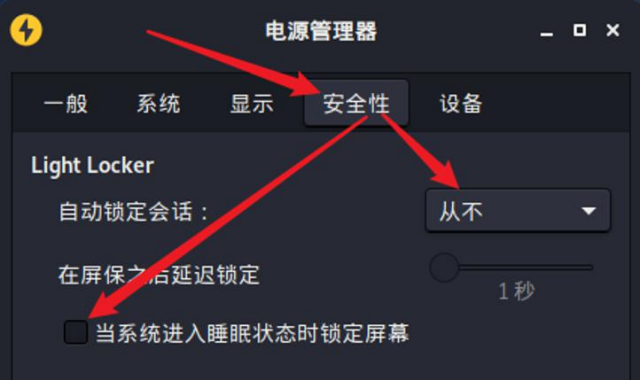 电源管理器
一般 系统 显示 安全性 设备
Light Locker
自动锁定会话： 从不
在屏保之后延迟锁定
1 秒
当系统进入睡眠状态时锁定屏幕